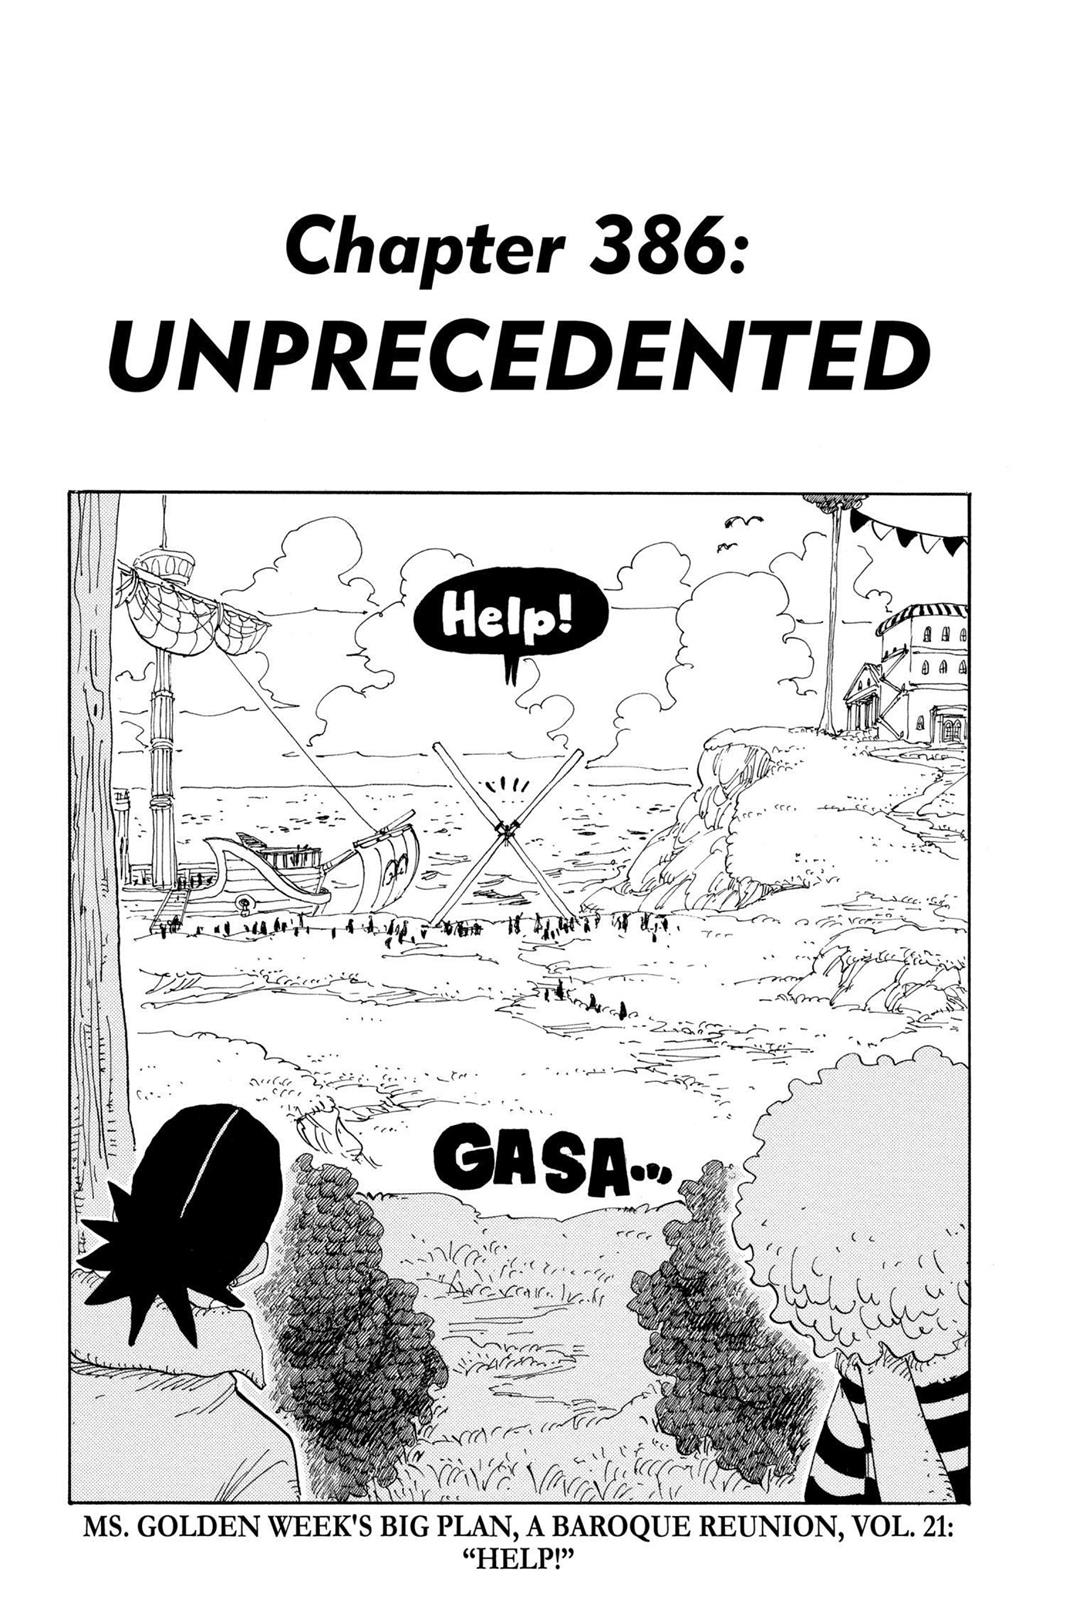 Chapter 386:
UNPRECEDENTED
Help!
GASA...
MS. GOLDEN WEEK'S BIG PLAN, A BAROQUE REUNION, VOL. 21:
“HELP!”